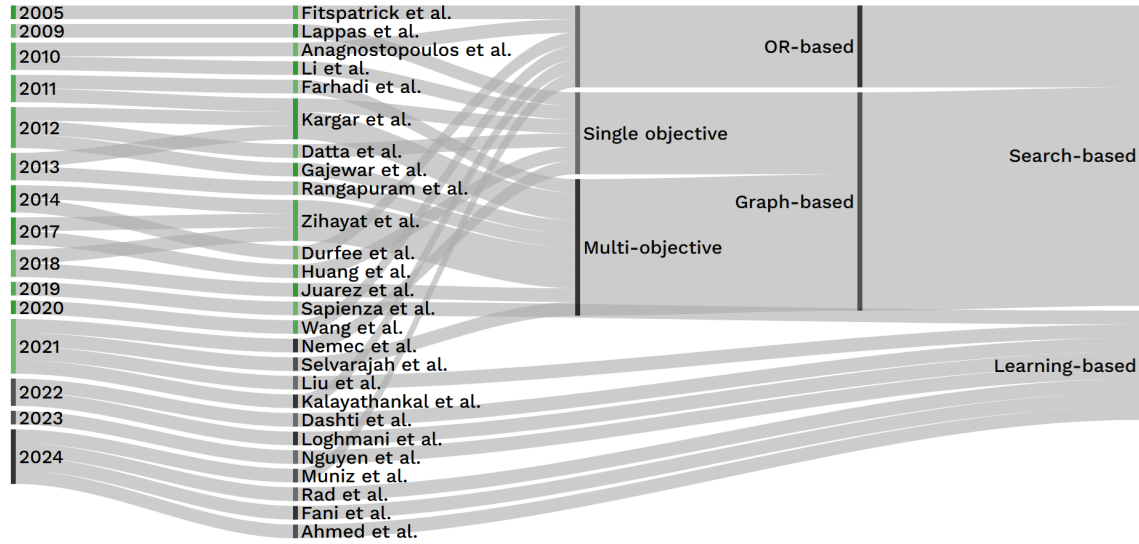 2005
2009
2010
2011
2012
2013
2014
2017
2018
2019
2020
2021
2022
2023
2024
Fitspatrick et al.
Lappas et al.
Anagnostopoulos et al.
Li et al.
Farhadi et al.
Kargar et al.
Datta et al.
Gajewar et al.
Rangapuram et al.
Zihayat et al.
Durfee et al.
Huang et al.
Juarez et al.
Sapienza et al.
Wang et al.
Nemec et al.
Selvarajah et al.
Liu et al.
Kalayathankal et al.
Dashti et al.
Loghmani et al.
Nguyen et al.
Muniz et al.
Rad et al.
Fani et al.
Ahmed et al.
Single objective
Multi-objective
OR-based
Graph-based
Search-based
Learning-based